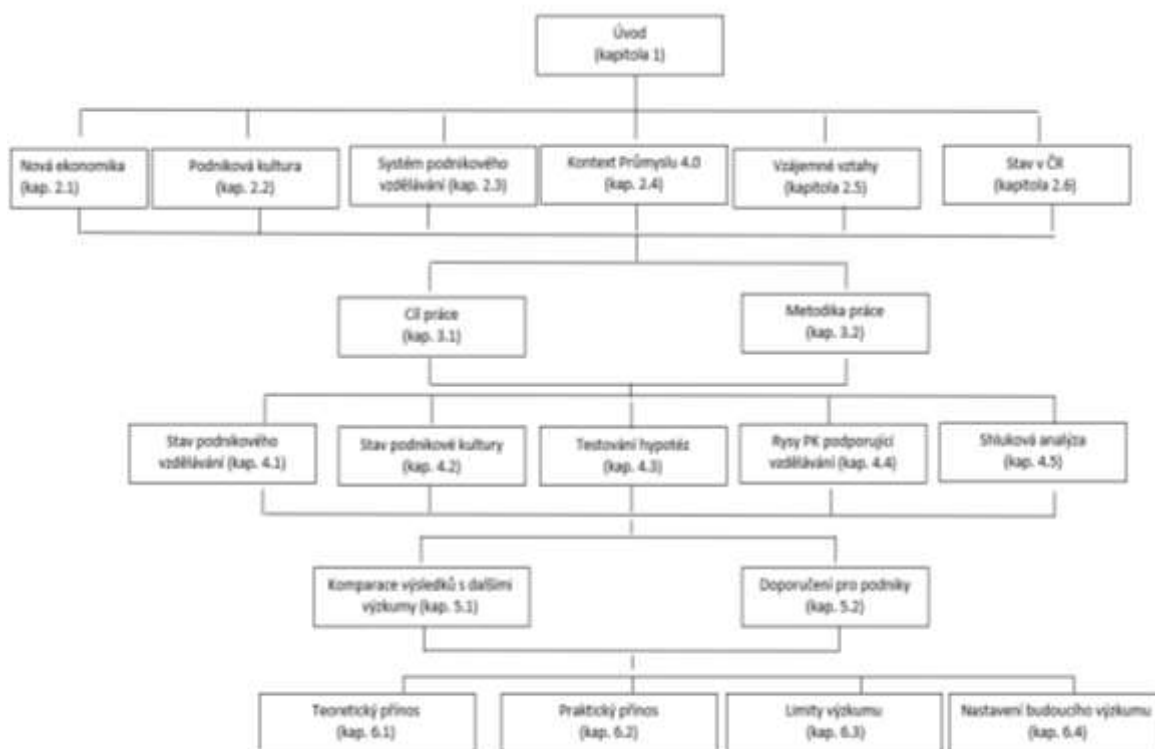 Úvod
(kapitola 1)
Nová ekonomika
(kap. 2.1)
Podniková kultura
(kap. 2.2)
Systém podnikového
vzdělávání (kap. 2.3)
Kontext Průmyslu 4.0
(kap. 2.4)
Vzájemné vztahy
(kapitola 2.5)
Stav v ČR
(kapitola 2.6)
Cíl práce
(kap. 3.1)
Metodika práce
(kap. 3.2)
Stav podnikového
vzdělávání (kap. 4.1)
Stav podnikové kultury
(kap. 4.2)
Testování hypotéz
(kap. 4.3)
Rysy PK podporující
vzdělávání (kap. 4.4)
Shluková analýza
(kap. 4.5)
Komparace výsledků s dalšími
výzkumy (kap. 5.1)
Doporučení pro podniky
(kap. 5.2)
Teoretický přínos
(kap. 6.1)
Praktický přínos
(kap. 6.2)
Limity výzkumu
(kap. 6.3)
Nastavení budoucího výzkumu
(kap. 6.4)